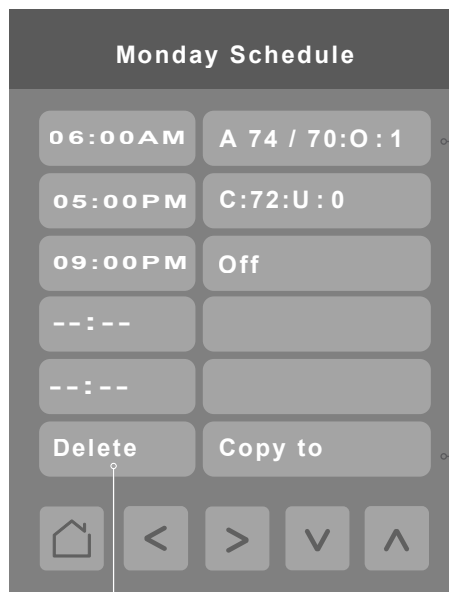 Monday Schedule
06:00AM A 74 / 70:O:1
05:00PM C:72:U:0
09:00PM Off
--:--
--:--
Delete Copy to
< > V Λ